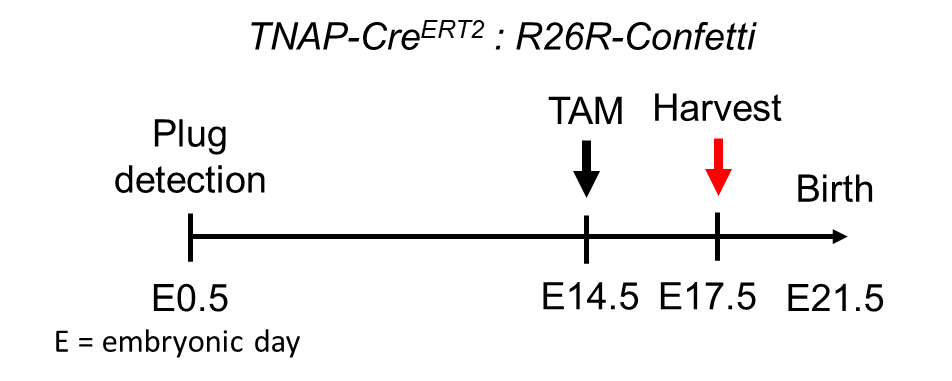 TNAP-CreERT2 : R26R-Confetti
TAM
Harvest
Plug
detection
Birth
E0.5
E14.5
E17.5
E21.5
E = embryonic day